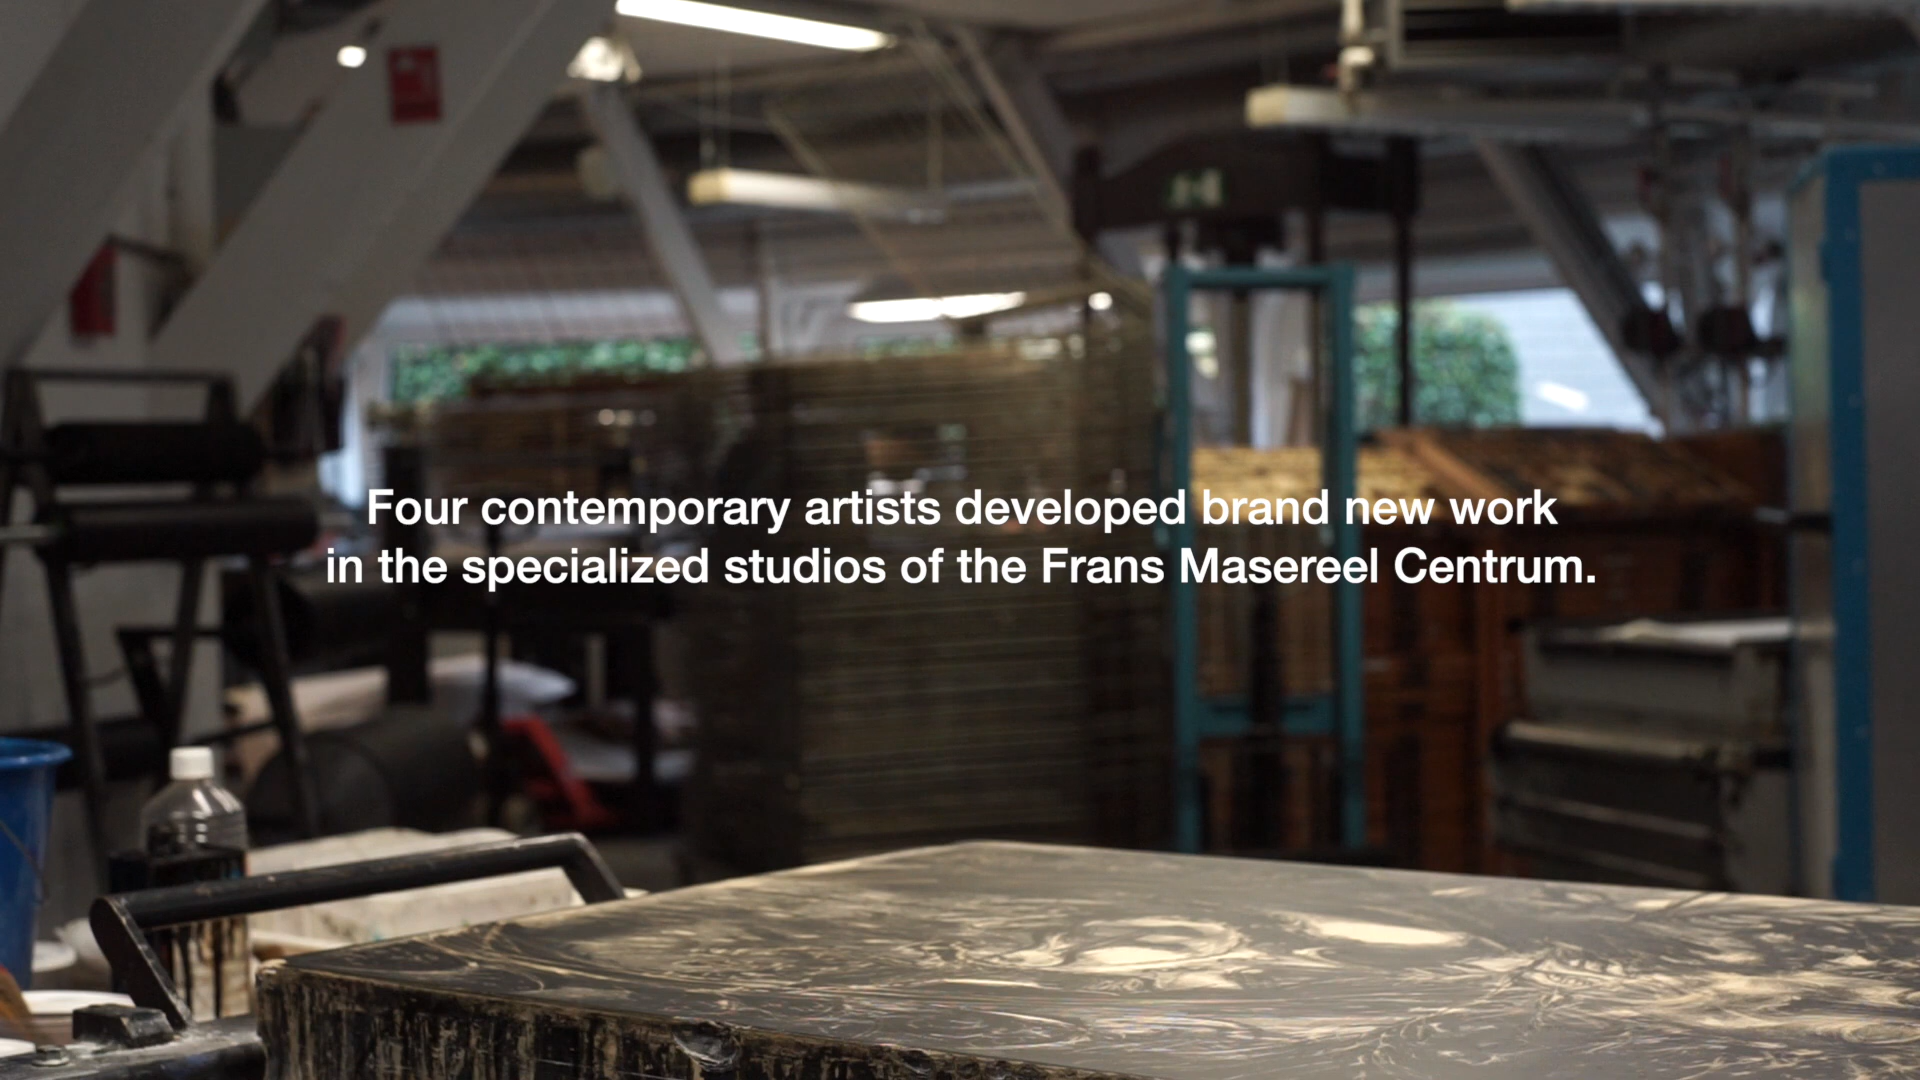 Four contemporary artists developed brand new work
in the specialized studios of the Frans Masereel Centrum.